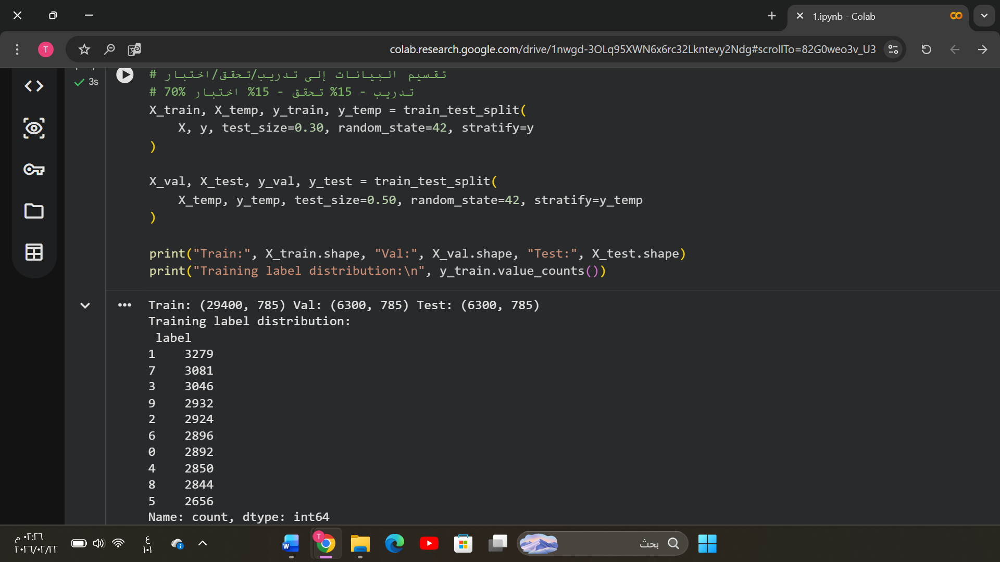 1.ipynb - Colab
T
colab.research.google.com/drive/1nwgd-3OLq95XWN6x6rc32Lkntevy2Ndg#scrollTo=82G0weo3v_U3
3s
# تقسيم البيانات إلى تدريب/تحقق/اختبار
# 70% تدريب - 15% تحقق - 15% اختبار
X_train, X_temp, y_train, y_temp = train_test_split(
    X, y, test_size=0.30, random_state=42, stratify=y
)
X_val, X_test, y_val, y_test = train_test_split(
    X_temp, y_temp, test_size=0.50, random_state=42, stratify=y_temp
)
print("Train:", X_train.shape, "Val:", X_val.shape, "Test:", X_test.shape)
print("Training label distribution:\n", y_train.value_counts())
Train: (29400, 785) Val: (6300, 785) Test: (6300, 785)
Training label distribution:
 label
1    3279
7    3081
3    3046
9    2932
2    2924
6    2896
0    2892
4    2850
8    2844
5    2656
Name: count, dtype: int64
٠٢:٢٦ م
٢٠٢٦/٠٢/٢٢
ع
١٠١
T
بحث